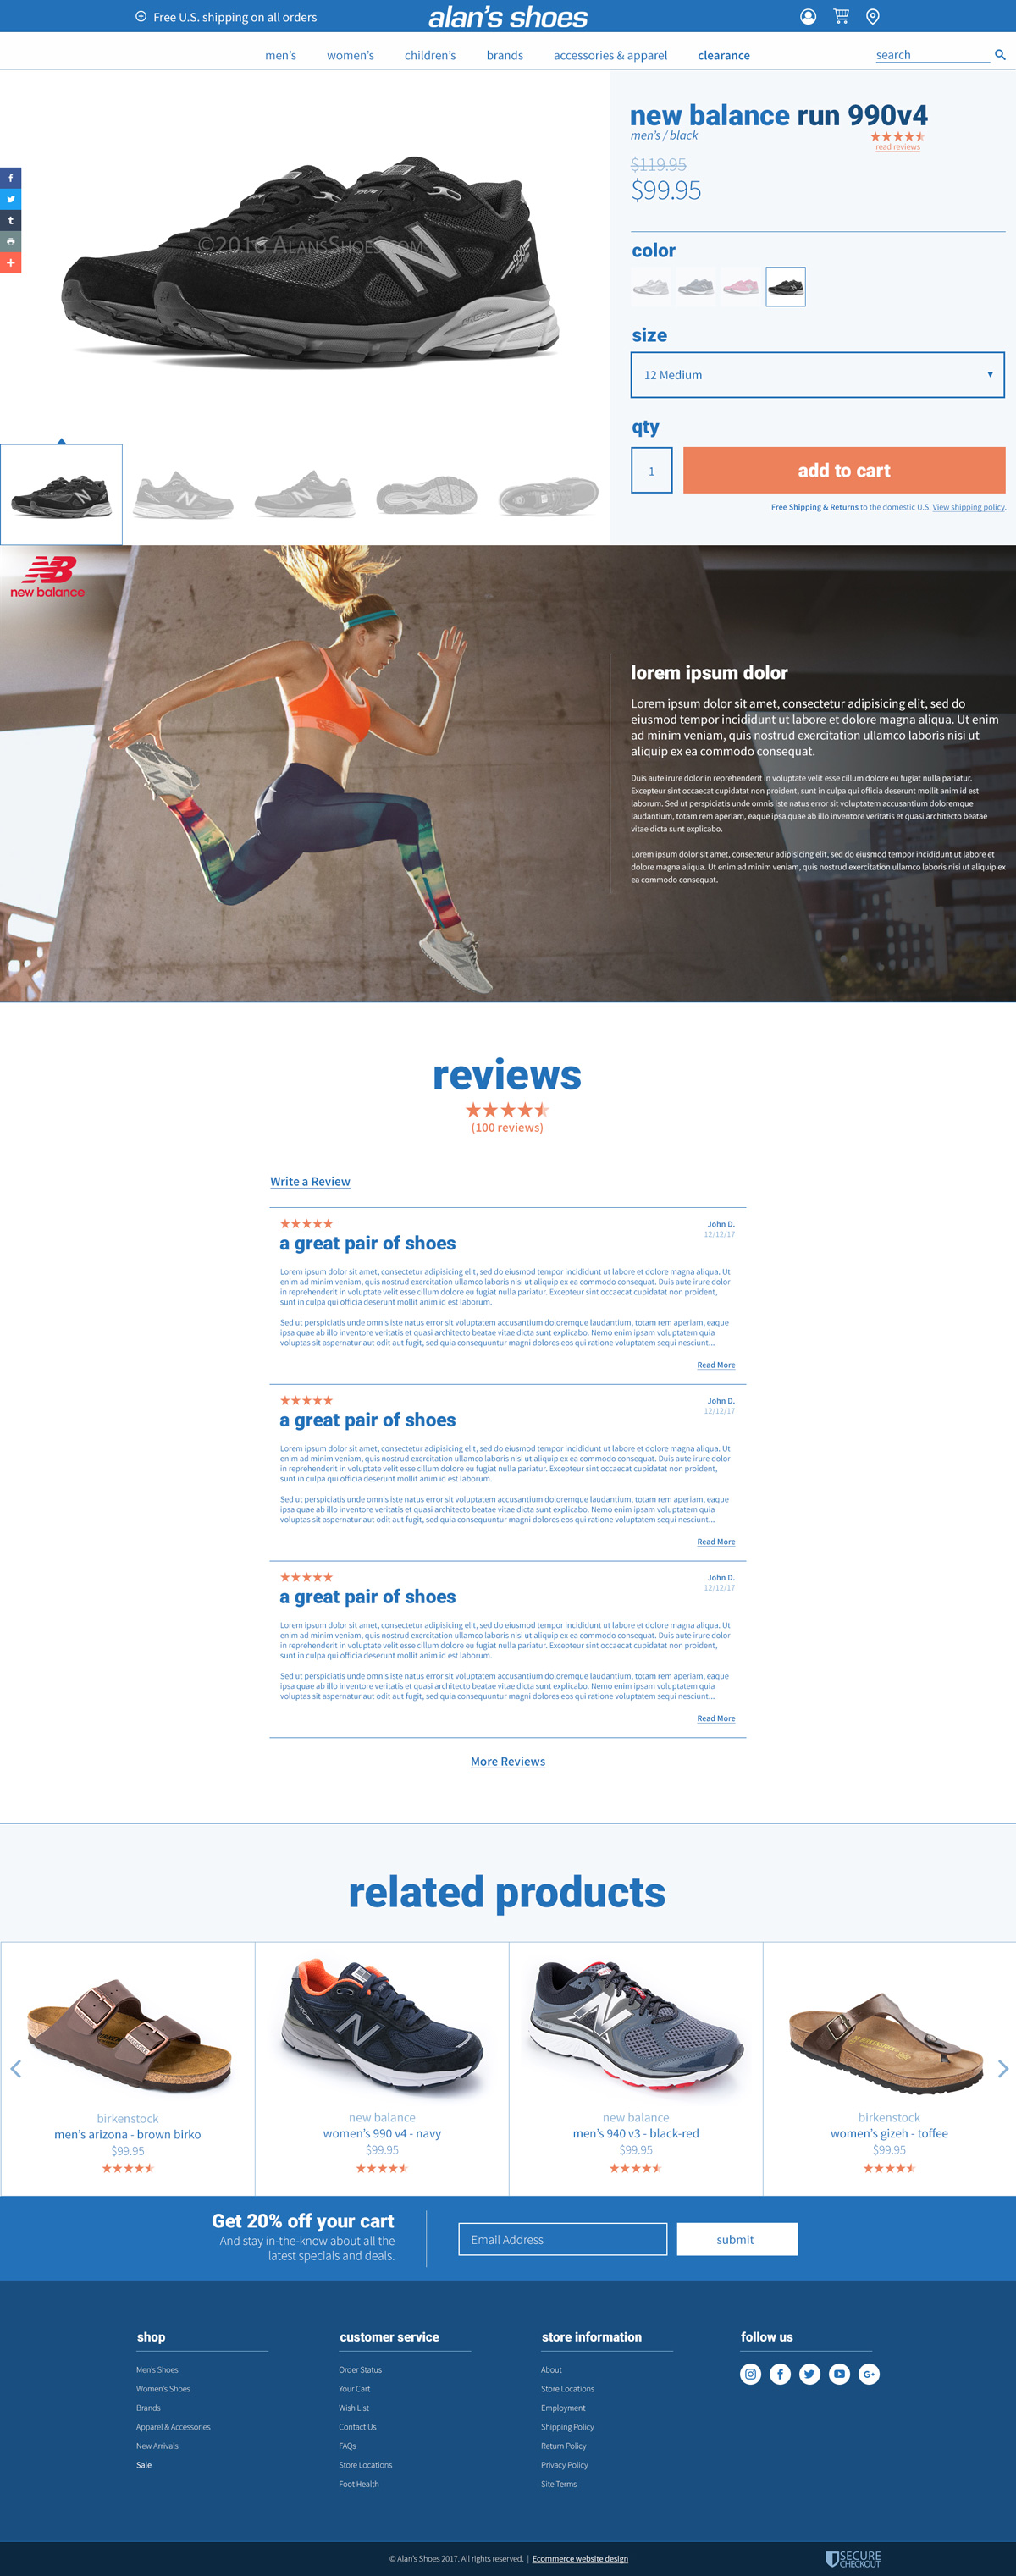 Free U.S. shipping on all orders
alan's shoes
men's women's children's brands accessories & apparel clearance search
new balance run 990v4
men's / black
read reviews
$119.95
$99.95
©2016 AlansShoes.com
color
size
12 Medium
qty
1 add to cart
Free Shipping & Returns to the domestic U.S. View shipping policy.
new balance
lorem ipsum dolor
Lorem ipsum dolor sit amet, consectetur adipisicing elit, sed do
eiusmod tempor incididunt ut labore et dolore magna aliqua. Ut enim
ad minim veniam, quis nostrud exercitation ullamco laboris nisi ut
aliquip ex ea commodo consequat.
Duis aute irure dolor in reprehenderit in voluptate velit esse cillum dolore eu fugiat nulla pariatur.
Excepteur sint occaecat cupidatat non proident, sunt in culpa qui officia deserunt mollit anim id est
laborum. Sed ut perspiciatis unde omnis iste natus error sit voluptatem accusantium doloremque
laudantium, totam rem aperiam, eaque ipsa quae ab illo inventore veritatis et quasi architecto beatae
vitae dicta sunt explicabo.
Lorem ipsum dolor sit amet, consectetur adipisicing elit, sed do eiusmod tempor incididunt ut labore et
dolore magna aliqua. Ut enim ad minim veniam, quis nostrud exercitation ullamco laboris nisi ut aliquip ex
ea commodo consequat.
reviews
(100 reviews)
Write a Review
John D.
12/12/17
a great pair of shoes
Lorem ipsum dolor sit amet, consectetur adipisicing elit, sed do eiusmod tempor incididunt ut labore et dolore magna aliqua. Ut
enim ad minim veniam, quis nostrud exercitation ullamco laboris nisi ut aliquip ex ea commodo consequat. Duis aute irure dolor
in reprehenderit in voluptate velit esse cillum dolore eu fugiat nulla pariatur. Excepteur sint occaecat cupidatat non proident,
sunt in culpa qui officia deserunt mollit anim id est laborum.
Sed ut perspiciatis unde omnis iste natus error sit voluptatem accusantium doloremque laudantium, totam rem aperiam, eaque
ipsa quae ab illo inventore veritatis et quasi architecto beatae vitae dicta sunt explicabo. Nemo enim ipsam voluptatem quia
voluptas sit aspernatur aut odit aut fugit, sed quia consequuntur magni dolores eos qui ratione voluptatem sequi nesciunt...
Read More
John D.
12/12/17
a great pair of shoes
Lorem ipsum dolor sit amet, consectetur adipisicing elit, sed do eiusmod tempor incididunt ut labore et dolore magna aliqua. Ut
enim ad minim veniam, quis nostrud exercitation ullamco laboris nisi ut aliquip ex ea commodo consequat. Duis aute irure dolor
in reprehenderit in voluptate velit esse cillum dolore eu fugiat nulla pariatur. Excepteur sint occaecat cupidatat non proident,
sunt in culpa qui officia deserunt mollit anim id est laborum.
Sed ut perspiciatis unde omnis iste natus error sit voluptatem accusantium doloremque laudantium, totam rem aperiam, eaque
ipsa quae ab illo inventore veritatis et quasi architecto beatae vitae dicta sunt explicabo. Nemo enim ipsam voluptatem quia
voluptas sit aspernatur aut odit aut fugit, sed quia consequuntur magni dolores eos qui ratione voluptatem sequi nesciunt...
Read More
John D.
12/12/17
a great pair of shoes
Lorem ipsum dolor sit amet, consectetur adipisicing elit, sed do eiusmod tempor incididunt ut labore et dolore magna aliqua. Ut
enim ad minim veniam, quis nostrud exercitation ullamco laboris nisi ut aliquip ex ea commodo consequat. Duis aute irure dolor
in reprehenderit in voluptate velit esse cillum dolore eu fugiat nulla pariatur. Excepteur sint occaecat cupidatat non proident,
sunt in culpa qui officia deserunt mollit anim id est laborum.
Sed ut perspiciatis unde omnis iste natus error sit voluptatem accusantium doloremque laudantium, totam rem aperiam, eaque
ipsa quae ab illo inventore veritatis et quasi architecto beatae vitae dicta sunt explicabo. Nemo enim ipsam voluptatem quia
voluptas sit aspernatur aut odit aut fugit, sed quia consequuntur magni dolores eos qui ratione voluptatem sequi nesciunt...
Read More
More Reviews
related products
birkenstock
men's arizona - brown birko
$99.95
new balance
women's 990 v4 - navy
$99.95
new balance
men's 940 v3 - black-red
$99.95
birkenstock
women's gizeh - toffee
$99.95
Get 20% off your cart
And stay in-the-know about all the
latest specials and deals.
Email Address submit
shop
Men's Shoes
Women's Shoes
Brands
Apparel & Accessories
New Arrivals
Sale
customer service
Order Status
Your Cart
Wish List
Contact Us
FAQs
Store Locations
Foot Health
store information
About
Store Locations
Employment
Shipping Policy
Return Policy
Privacy Policy
Site Terms
follow us
© Alan's Shoes 2017. All rights reserved. | Ecommerce website design
SECURE
CHECKOUT